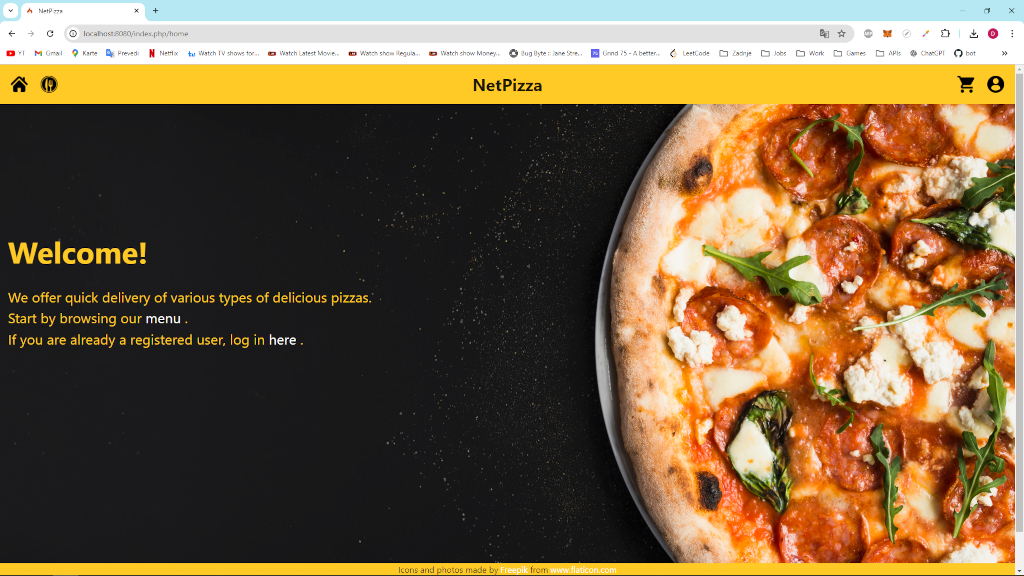 NetPizza
localhost:8080/index.php/home
YT
Gmail
Karte
Prevedi
Netflix
Watch TV shows for...
Watch Latest Movie...
Watch show Regula...
Watch show Money...
Bug Byte :: Jane Stre...
Grind 75 - A better...
LeetCode
Zadnje
Jobs
Work
Games
APIs
ChatGPT
bot
NetPizza
Welcome!
We offer quick delivery of various types of delicious pizzas.
Start by browsing our menu .
If you are already a registered user, log in here .
Icons and photos made by Freepik from www.flaticon.com